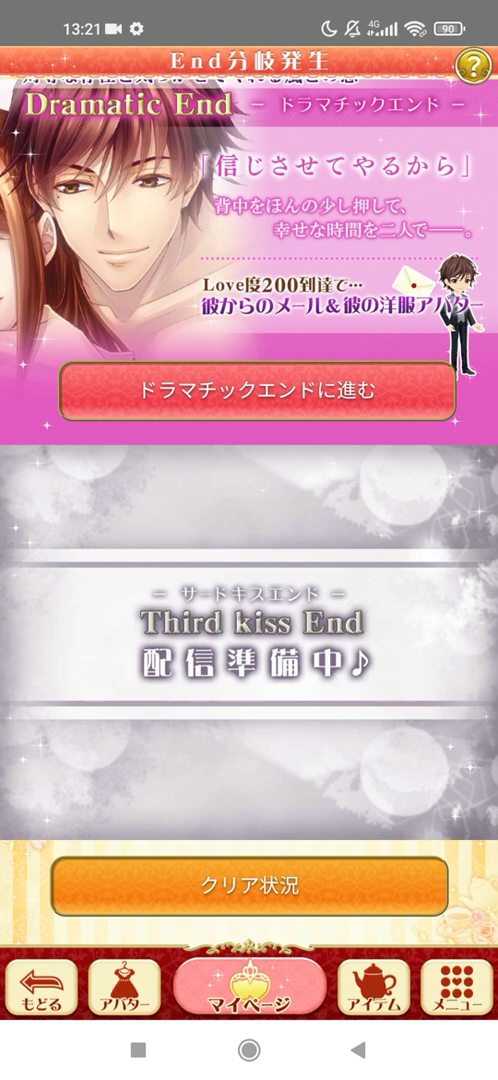 13:21
4G
90
End分岐発生
?
Dramatic End
－ ドラマチックエンド －
「信じさせてやるから」
背中をほんの少し押して、
幸せな時間を二人で――。
Love度200到達で…
彼からのメール＆彼の洋服アバター
ドラマチックエンドに進む
－ サードキスエンド －
Third kiss End
配信準備中♪
クリア状況
もどる
アバター
マイページ
アイテム
メニュー